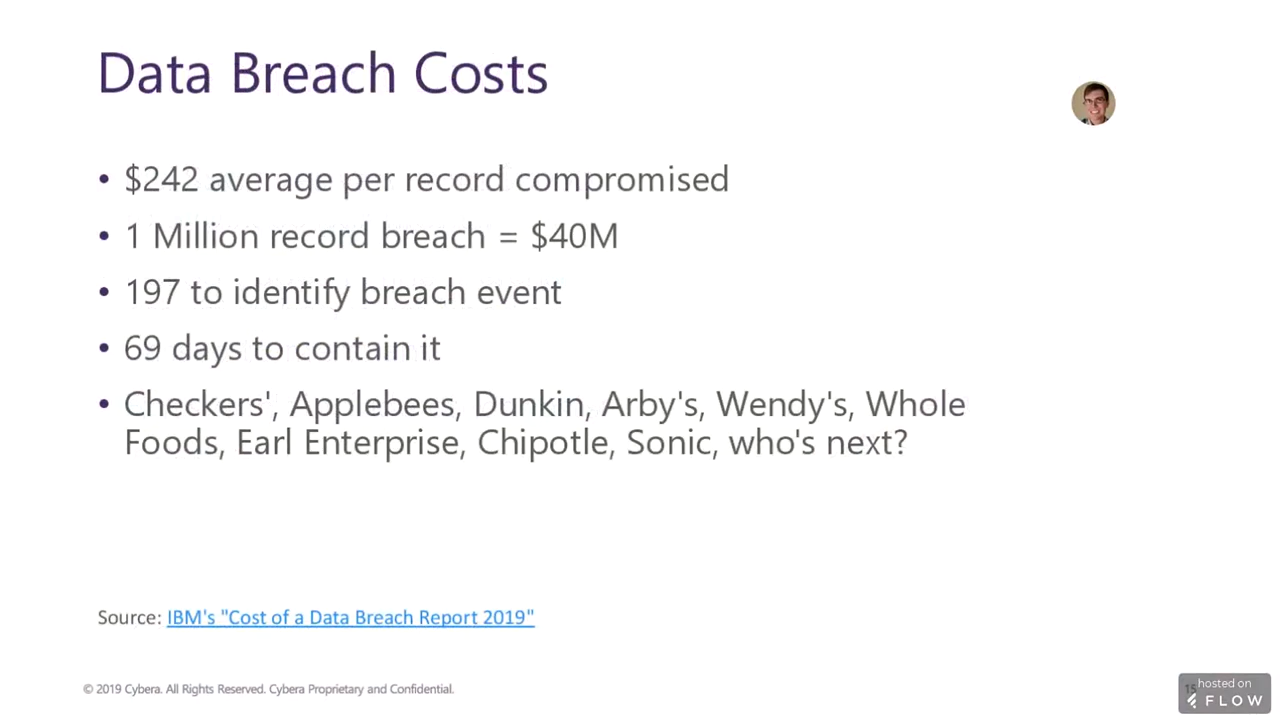 Data Breach Costs
• $242 average per record compromised
• 1 Million record breach = $40M
• 197 to identify breach event
• 69 days to contain it
• Checkers', Applebees, Dunkin, Arby's, Wendy's, Whole
Foods, Earl Enterprise, Chipotle, Sonic, who's next?
Source: IBM's "Cost of a Data Breach Report 2019"
© 2019 Cybera. All Rights Reserved. Cybera Proprietary and Confidential.
15
hosted on
FLOW